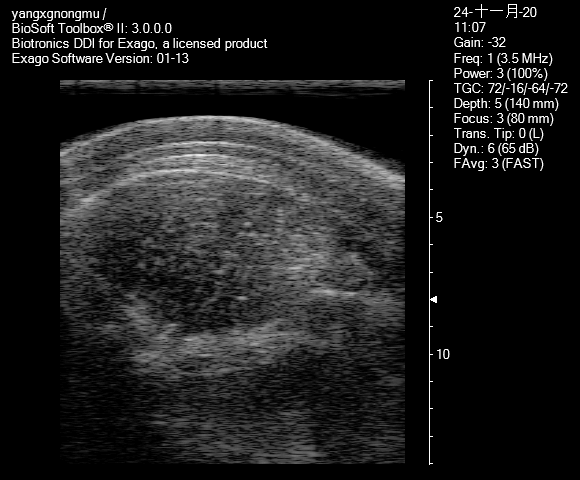 yangxgnongmu /
BioSoft Toolbox® II: 3.0.0.0
Biotronics DDI for Exago, a licensed product
Exago Software Version: 01-13
24-十一月-20
11:07
Gain: -32
Freq: 1 (3.5 MHz)
Power: 3 (100%)
TGC: 72/-16/-64/-72
Depth: 5 (140 mm)
Focus: 3 (80 mm)
Trans. Tip: 0 (L)
Dyn.: 6 (65 dB)
FAvg: 3 (FAST)
5
10